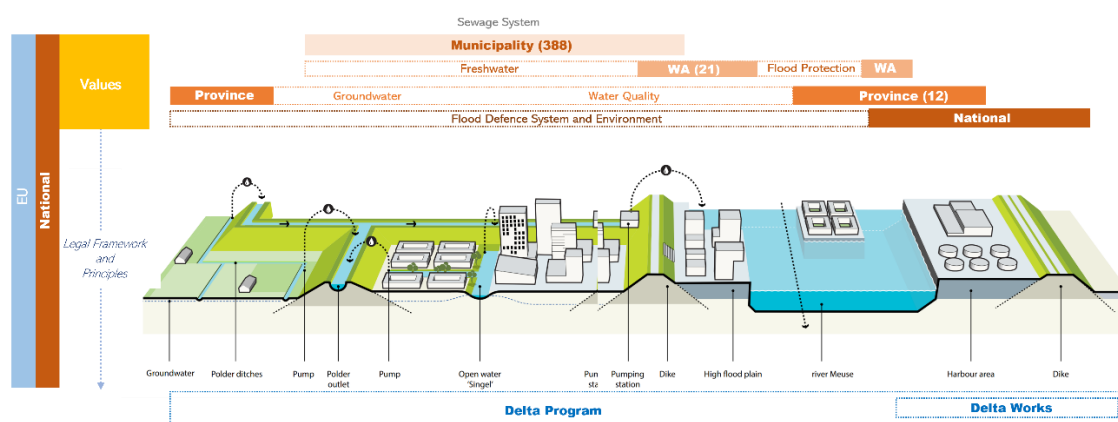 Sewage System
Municipality (388)
Freshwater
WA (21)
Flood Protection
WA
Values
Province
Groundwater
Water Quality
Province (12)
Flood Defence System and Environment
National
EU
National
Legal Framework
and
Principles
Groundwater
Polder ditches
Pump
Polder
outlet
Pump
Open water
'Singel'
Pun
sta
Pumping
station
Dike
High flood plain
river Meuse
Harbour area
Dike
Delta Program
Delta Works